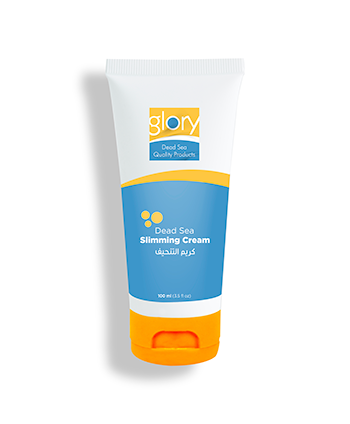 glory
Dead Sea
Quality Products
Dead Sea
Slimming Cream
كريم التنحيف
100 ml (3.5 fl oz)